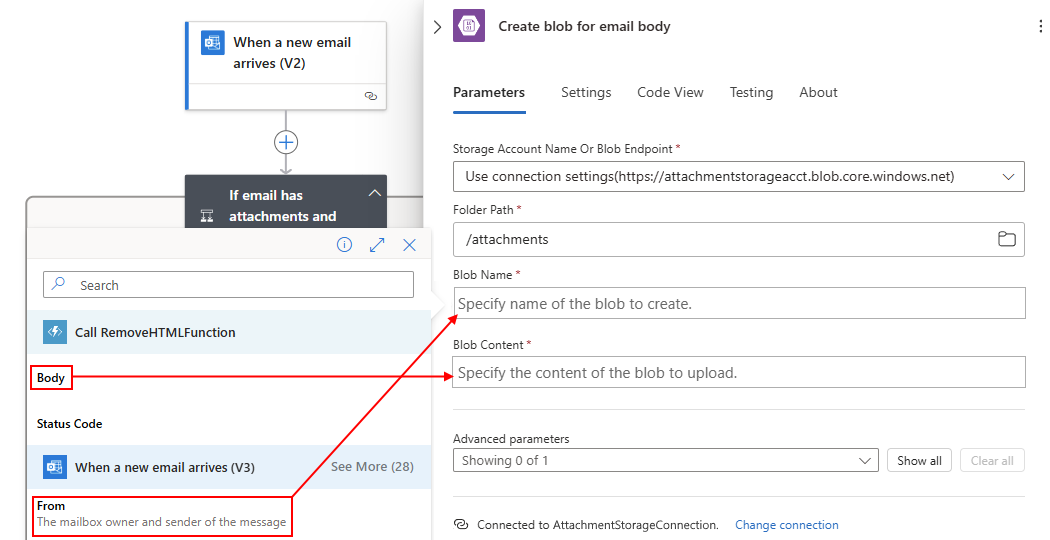 When a new email
arrives (V2)
If email has
attachments and
Search
Call RemoveHTMLFunction
Body
Status Code
When a new email arrives (V3)
See More (28)
From
The mailbox owner and sender of the message
Create blob for email body
Parameters
Settings
Code View
Testing
About
Storage Account Name Or Blob Endpoint *
Use connection settings(https://attachmentstorageacct.blob.core.windows.net)
Folder Path *
/attachments
Blob Name *
Specify name of the blob to create.
Blob Content *
Specify the content of the blob to upload.
Advanced parameters
Showing 0 of 1
Show all
Clear all
Connected to AttachmentStorageConnection.
Change connection